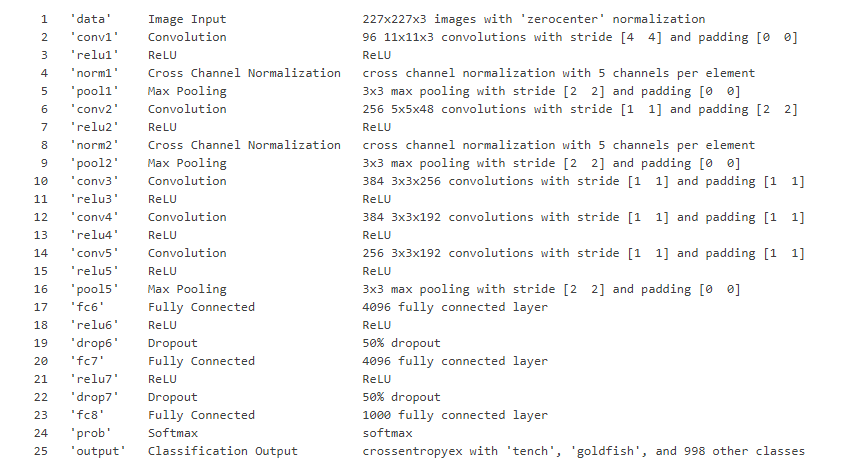 1 'data' Image Input 227x227x3 images with 'zerocenter' normalization
2 'conv1' Convolution 96 11x11x3 convolutions with stride [4 4] and padding [0 0]
3 'relu1' ReLU ReLU
4 'norm1' Cross Channel Normalization cross channel normalization with 5 channels per element
5 'pool1' Max Pooling 3x3 max pooling with stride [2 2] and padding [0 0]
6 'conv2' Convolution 256 5x5x48 convolutions with stride [1 1] and padding [2 2]
7 'relu2' ReLU ReLU
8 'norm2' Cross Channel Normalization cross channel normalization with 5 channels per element
9 'pool2' Max Pooling 3x3 max pooling with stride [2 2] and padding [0 0]
10 'conv3' Convolution 384 3x3x256 convolutions with stride [1 1] and padding [1 1]
11 'relu3' ReLU ReLU
12 'conv4' Convolution 384 3x3x192 convolutions with stride [1 1] and padding [1 1]
13 'relu4' ReLU ReLU
14 'conv5' Convolution 256 3x3x192 convolutions with stride [1 1] and padding [1 1]
15 'relu5' ReLU ReLU
16 'pool5' Max Pooling 3x3 max pooling with stride [2 2] and padding [0 0]
17 'fc6' Fully Connected 4096 fully connected layer
18 'relu6' ReLU ReLU
19 'drop6' Dropout 50% dropout
20 'fc7' Fully Connected 4096 fully connected layer
21 'relu7' ReLU ReLU
22 'drop7' Dropout 50% dropout
23 'fc8' Fully Connected 1000 fully connected layer
24 'prob' Softmax softmax
25 'output' Classification Output crossentropyex with 'tench', 'goldfish', and 998 other classes